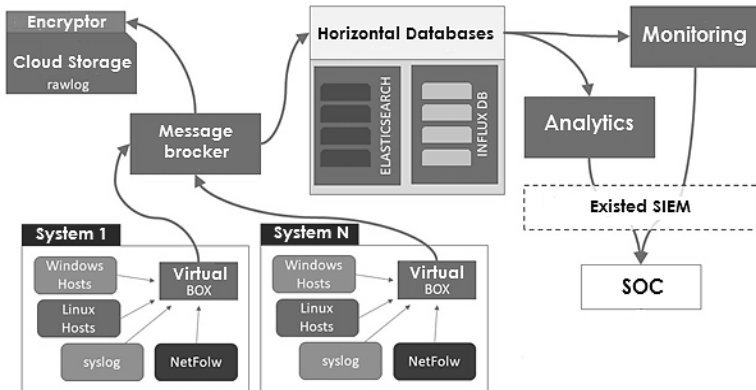 Encryptor
Cloud Storage
rawlog
Message
brocker
Horizontal Databases
ELASTICSEARCH
INFLUX DB
Monitoring
Analytics
Existed SIEM
SOC
System 1
Windows
Hosts
Linux
Hosts
syslog
NetFolw
Virtual
BOX
System N
Windows
Hosts
Linux
Hosts
syslog
NetFolw
Virtual
BOX